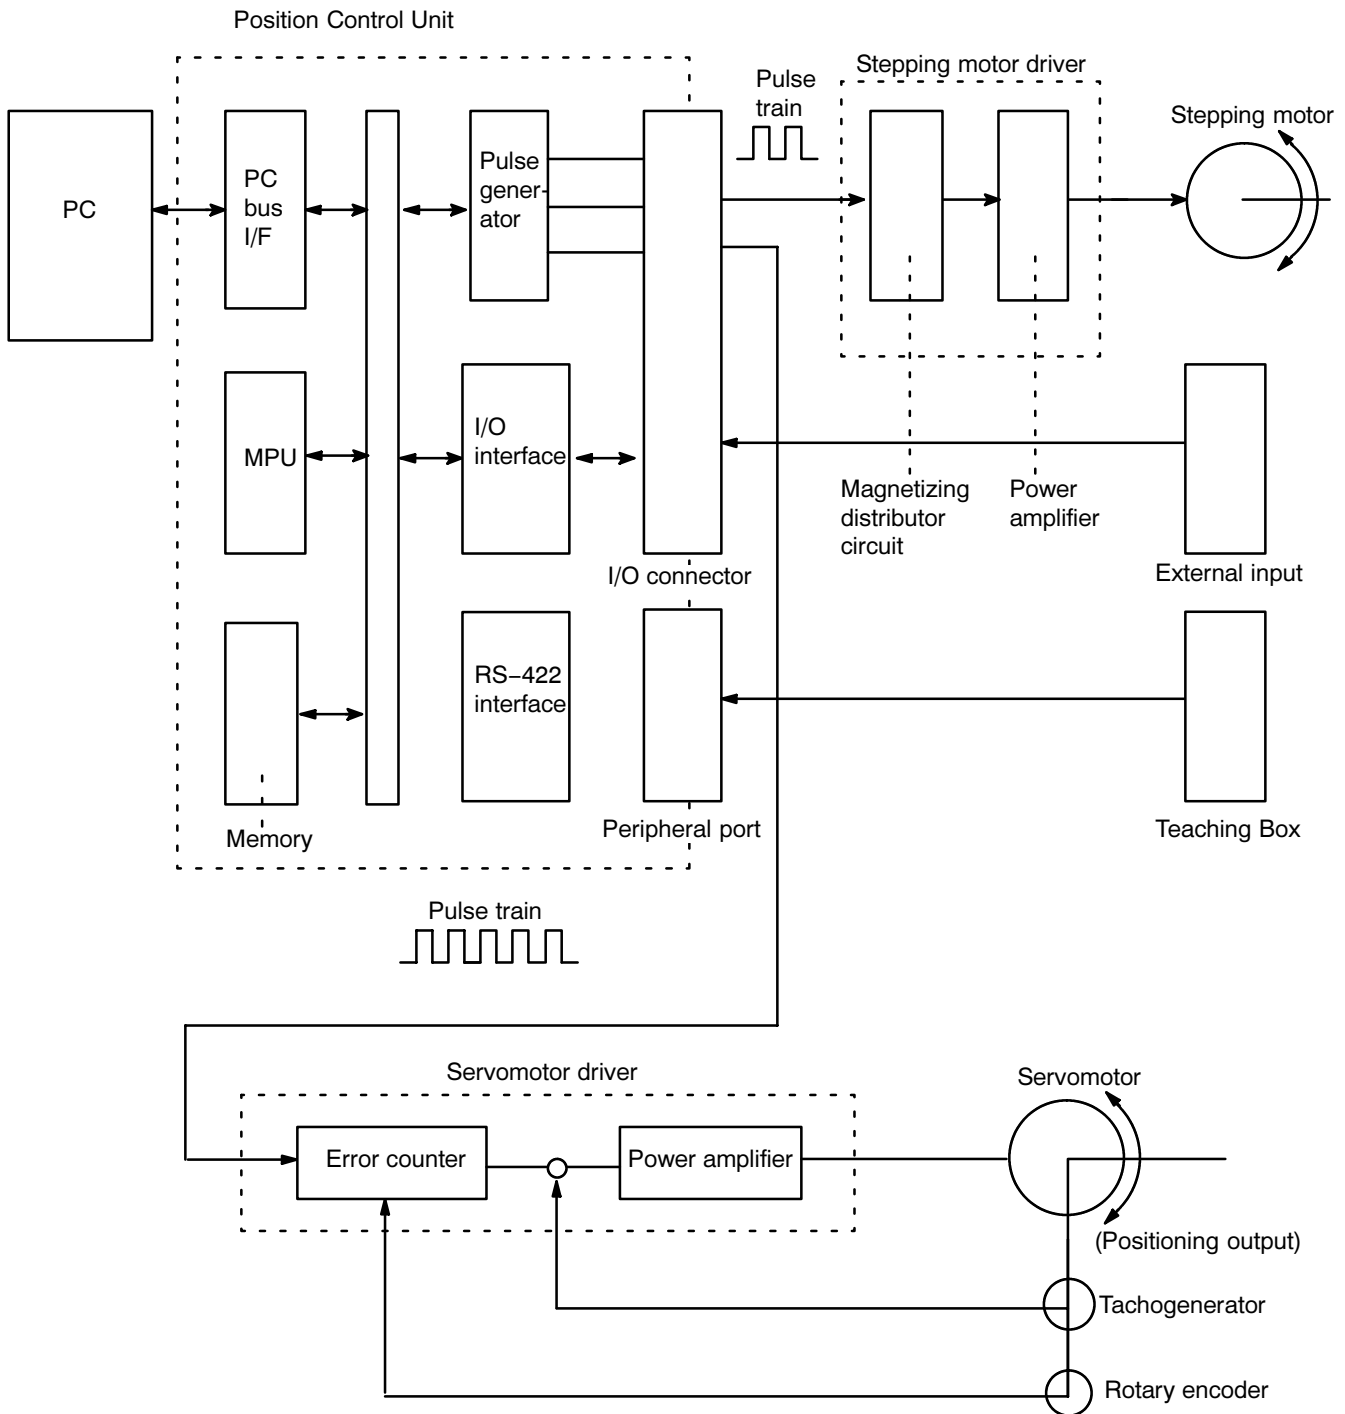 Position Control Unit
Pulse
train
Stepping motor driver
Stepping motor
PC
PC
bus
I/F
Pulse
gener-
ator
MPU
I/O
interface
Magnetizing
distributor
circuit
Power
amplifier
I/O connector
External input
RS−422
interface
Memory
Peripheral port
Teaching Box
Pulse train
Servomotor driver
Servomotor
Error counter
Power amplifier
(Positioning output)
Tachogenerator
Rotary encoder